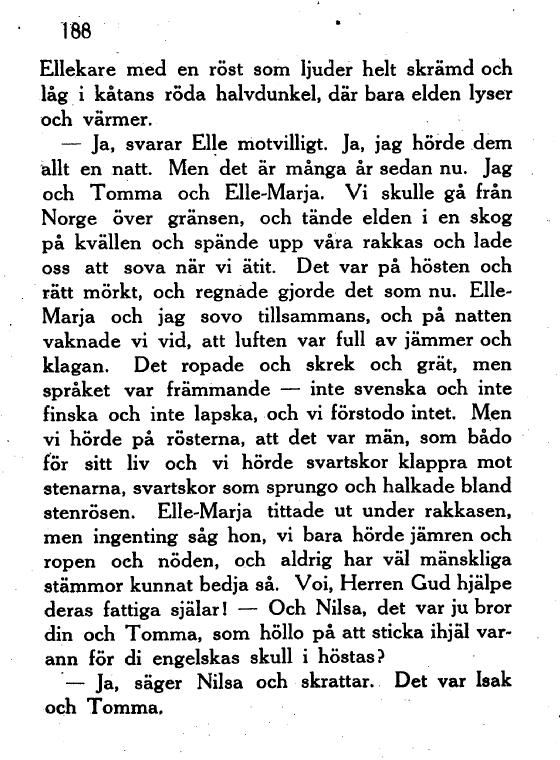 188
Ellekare med en röst som ljuder helt skrämd och
låg i kåtans röda halvdunkel, där bara elden lyser
och värmer.
— Ja, svarar Elle motvilligt. Ja, jag hörde dem
allt en natt. Men det är många år sedan nu. Jag
och Tomma och Elle-Marja. Vi skulle gå från
Norge över gränsen, och tände elden i en skog
på kvällen och spände upp våra rakkas och lade
oss att sova när vi ätit. Det var på hösten och
rätt mörkt, och regnade gjorde det som nu. Elle-
Marja och jag sovo tillsammans, och på natten
vaknade vi vid, att luften var full av jämmer och
klagan. Det ropade och skrek och grät, men
språket var främmande — inte svenska och inte
finska och inte lapska, och vi förstodo intet. Men
vi hörde på rösterna, att det var män, som bådo
för sitt liv och vi hörde svartskor klappra mot
stenarna, svartskor som sprungo och halkade bland
stenrösen. Elle-Marja tittade ut under rakkasen,
men ingenting såg hon, vi bara hörde jämren och
ropen och nöden, och aldrig har väl mänskliga
stämmor kunnat bedja så. Voi, Herren Gud hjälpe
deras fattiga själar! — Och Nilsa, det var ju bror
din och Tomma, som höllo på att sticka ihjäl var-
ann för di engelskas skull i höstas?
— Ja, säger Nilsa och skrattar. Det var Isak
och Tomma.